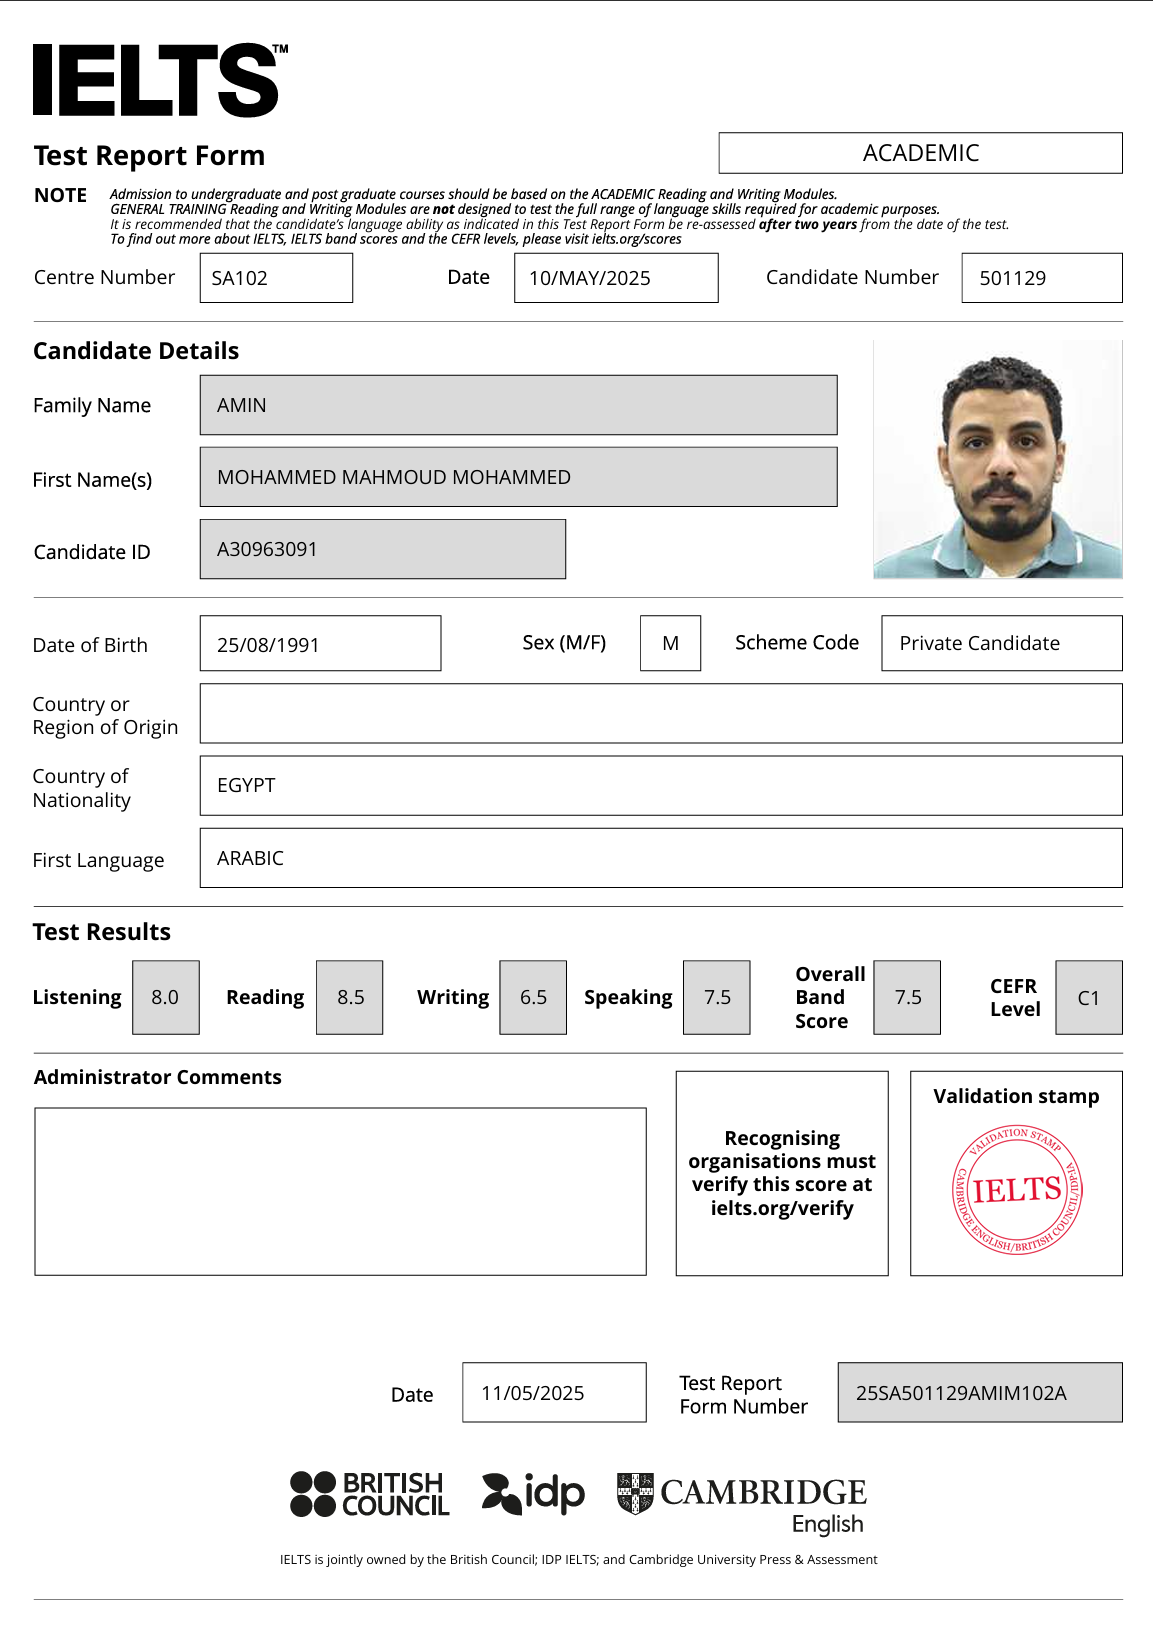 IELTS™
Test Report Form
ACADEMIC
NOTE
Admission to undergraduate and post graduate courses should be based on the ACADEMIC Reading and Writing Modules.
GENERAL TRAINING Reading and Writing Modules are not designed to test the full range of language skills required for academic purposes.
It is recommended that the candidate's language ability as indicated in this Test Report Form be re-assessed after two years from the date of the test.
To find out more about IELTS, IELTS band scores and the CEFR levels, please visit ielts.org/scores
Centre Number SA102 Date 10/MAY/2025 Candidate Number 501129
Candidate Details
Family Name AMIN
First Name(s) MOHAMMED MAHMOUD MOHAMMED
Candidate ID A30963091
Date of Birth 25/08/1991 Sex (M/F) M Scheme Code Private Candidate
Country or
Region of Origin
Country of
Nationality
EGYPT
First Language ARABIC
Test Results
Listening 8.0 Reading 8.5 Writing 6.5 Speaking 7.5
Overall
Band
Score
7.5
CEFR
Level
C1
Administrator Comments
Recognising
organisations must
verify this score at
ielts.org/verify
Validation stamp
VALIDATION STAMP
IELTS
CAMBRIDGE ENGLISH/BRITISH COUNCIL/IDP:IA
Date 11/05/2025
Test Report
Form Number
25SA501129AMIM102A
BRITISH
COUNCIL
idp
CAMBRIDGE
English
IELTS is jointly owned by the British Council; IDP IELTS; and Cambridge University Press & Assessment